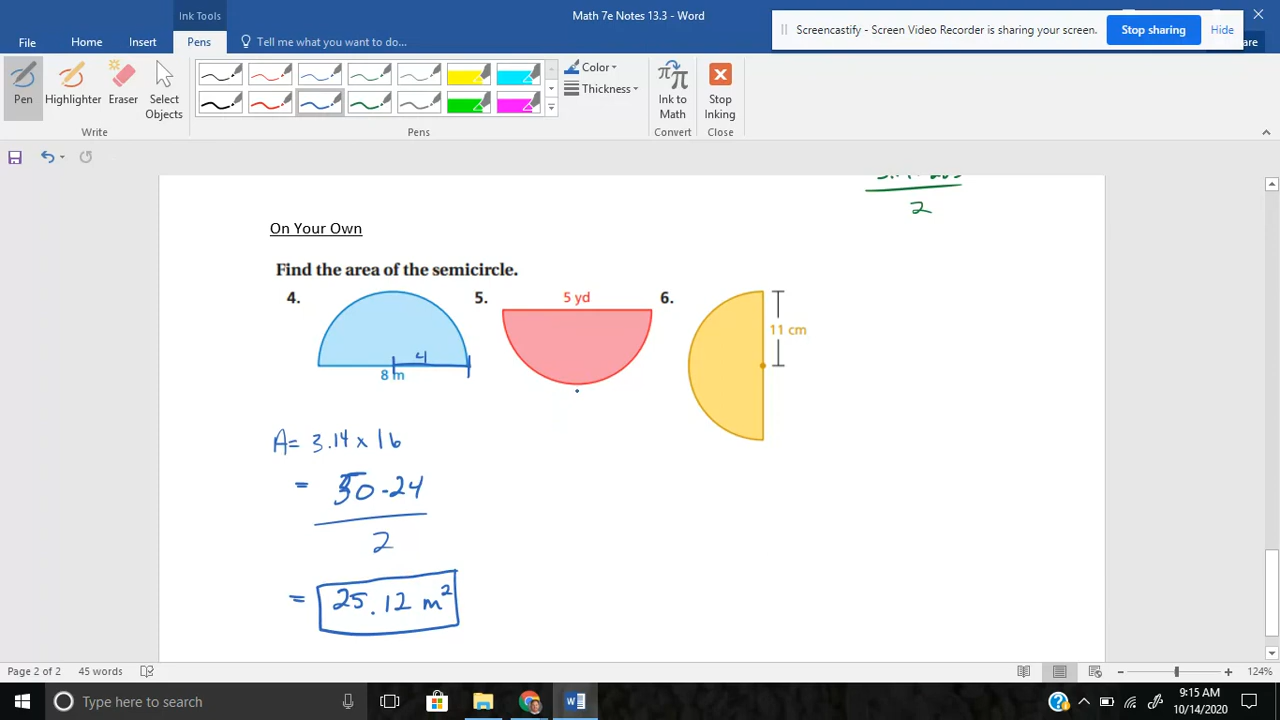 Ink Tools
Math 7e Notes 13.3 - Word
Screencastify - Screen Video Recorder is sharing your screen.
Stop sharing
Hide
File
Home
Insert
Pens
Tell me what you want to do...
are
Pen
Highlighter
Eraser
Select Objects
Color
Thickness
Ink to Math
Stop Inking
Write
Pens
Convert
Close
2
On Your Own
Find the area of the semicircle.
4.
5.
5 yd
6.
11 cm
4
8 m
A= 3.14 x 16
= 50.24
2
= 25.12 m²
Page 2 of 2
45 words
124%
Type here to search
9:15 AM
10/14/2020